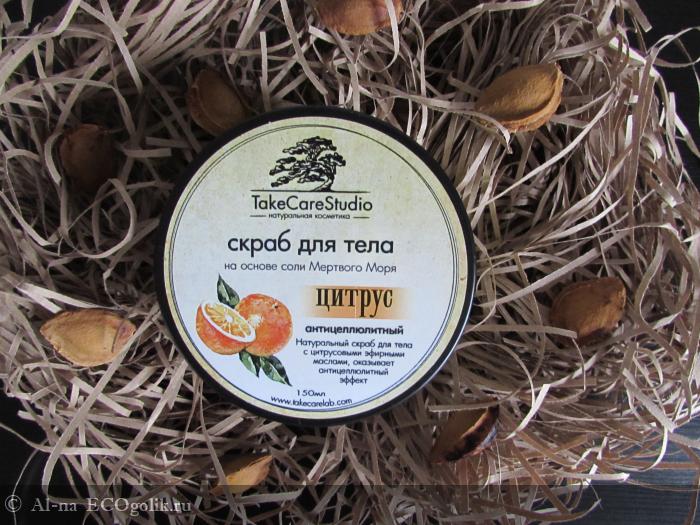 TakeCareStudio
натуральная косметика
скраб для тела
на основе соли Мертвого Моря
цитрус
антицеллюлитный
Натуральный скраб для тела
с цитрусовыми эфирными
маслами, оказывает
антицеллюлитный
эффект
150мл
www.takecarelab.com
© Al-na ECOgolik.ru